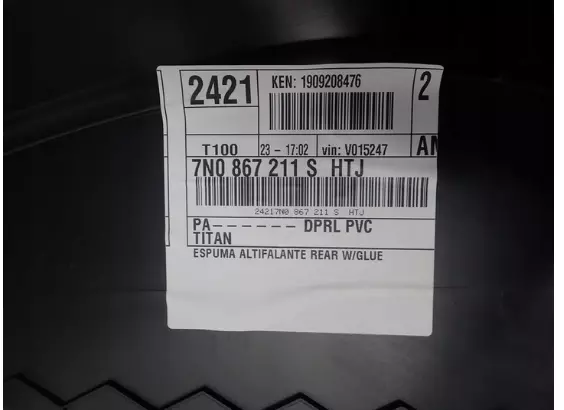 2421 KEN: 1909208476 2
T100 23 - 17:02 vin: V015247
7N0 867 211 S HTJ
24217N0 867 211 S HTJ
PA- - - - - - DPRL PVC
TITAN
ESPUMA ALTIFALANTE REAR W/GLUE